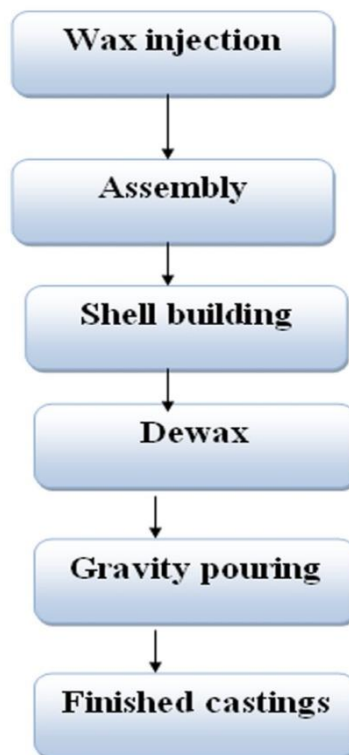 Wax injection
Assembly
Shell building
Dewax
Gravity pouring
Finished castings